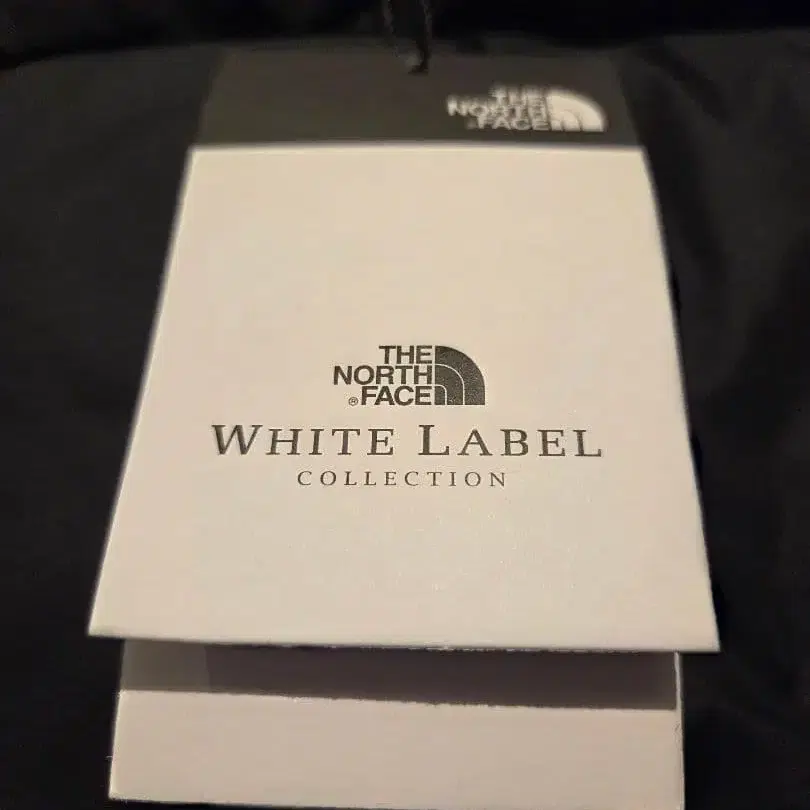 THE
NORTH
FACE
THE
NORTH
®FACE
WHITE LABEL
COLLECTION